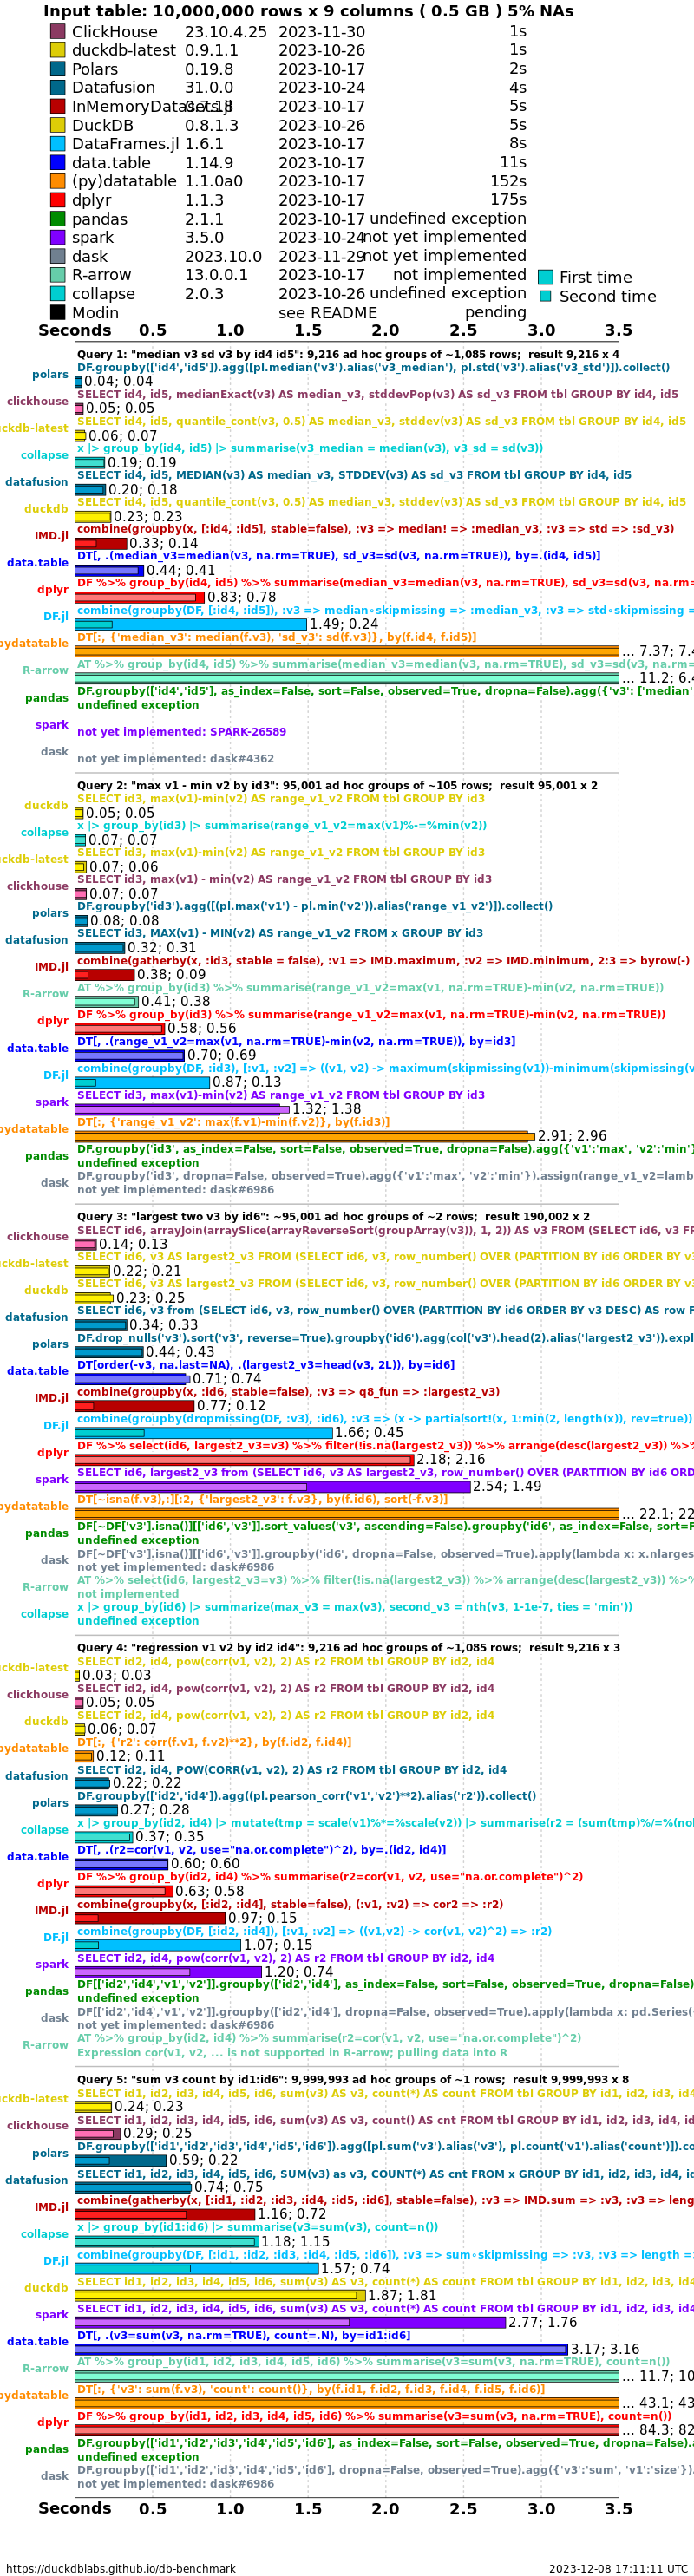 Input table: 10,000,000 rows x 9 columns ( 0.5 GB ) 5% NAs
ClickHouse 23.10.4.25 2023-11-30 1s
duckdb-latest 0.9.1.1 2023-10-26 1s
Polars 0.19.8 2023-10-17 2s
Datafusion 31.0.0 2023-10-24 4s
InMemoryDatasets.jl 0.7.18 2023-10-17 5s
DuckDB 0.8.1.3 2023-10-26 5s
DataFrames.jl 1.6.1 2023-10-17 8s
data.table 1.14.9 2023-10-17 11s
(py)datatable 1.1.0a0 2023-10-17 152s
dplyr 1.1.3 2023-10-17 175s
pandas 2.1.1 2023-10-17 undefined exception
spark 3.5.0 2023-10-24 not yet implemented
dask 2023.10.0 2023-11-29 not yet implemented
R-arrow 13.0.0.1 2023-10-17 not implemented
First time
collapse 2.0.3 2023-10-26 undefined exception
Second time
Modin see README pending
Seconds 0.5 1.0 1.5 2.0 2.5 3.0 3.5
Query 1: "median v3 sd v3 by id4 id5": 9,216 ad hoc groups of ~1,085 rows; result 9,216 x 4
DF.groupby(['id4','id5']).agg([pl.median('v3').alias('v3_median'), pl.std('v3').alias('v3_std')]).collect()
polars 0.04; 0.04
SELECT id4, id5, medianExact(v3) AS median_v3, stddevPop(v3) AS sd_v3 FROM tbl GROUP BY id4, id5
clickhouse 0.05; 0.05
SELECT id4, id5, quantile_cont(v3, 0.5) AS median_v3, stddev(v3) AS sd_v3 FROM tbl GROUP BY id4, id5
uckdb-latest 0.06; 0.07
x |> group_by(id4, id5) |> summarise(v3_median = median(v3), v3_sd = sd(v3))
collapse 0.19; 0.19
SELECT id4, id5, MEDIAN(v3) AS median_v3, STDDEV(v3) AS sd_v3 FROM tbl GROUP BY id4, id5
datafusion 0.20; 0.18
SELECT id4, id5, quantile_cont(v3, 0.5) AS median_v3, stddev(v3) AS sd_v3 FROM tbl GROUP BY id4, id5
duckdb 0.23; 0.23
combine(groupby(x, [:id4, :id5], stable=false), :v3 => median! => :median_v3, :v3 => std => :sd_v3)
IMD.jl 0.33; 0.14
DT[, .(median_v3=median(v3, na.rm=TRUE), sd_v3=sd(v3, na.rm=TRUE)), by=.(id4, id5)]
data.table 0.44; 0.41
DF %>% group_by(id4, id5) %>% summarise(median_v3=median(v3, na.rm=TRUE), sd_v3=sd(v3, na.rm=
dplyr 0.83; 0.78
combine(groupby(DF, [:id4, :id5]), :v3 => median∘skipmissing => :median_v3, :v3 => std∘skipmissing =
DF.jl 1.49; 0.24
DT[:, {'median_v3': median(f.v3), 'sd_v3': sd(f.v3)}, by(f.id4, f.id5)]
pydatatable ... 7.37; 7.4
AT %>% group_by(id4, id5) %>% summarise(median_v3=median(v3, na.rm=TRUE), sd_v3=sd(v3, na.rm
R-arrow ... 11.2; 6.4
DF.groupby(['id4','id5'], as_index=False, sort=False, observed=True, dropna=False).agg({'v3': ['median'
pandas undefined exception
spark not yet implemented: SPARK-26589
dask not yet implemented: dask#4362
Query 2: "max v1 - min v2 by id3": 95,001 ad hoc groups of ~105 rows; result 95,001 x 2
SELECT id3, max(v1)-min(v2) AS range_v1_v2 FROM tbl GROUP BY id3
duckdb 0.05; 0.05
x |> group_by(id3) |> summarise(range_v1_v2=max(v1)%-=%min(v2))
collapse 0.07; 0.07
SELECT id3, max(v1)-min(v2) AS range_v1_v2 FROM tbl GROUP BY id3
uckdb-latest 0.07; 0.06
SELECT id3, max(v1) - min(v2) AS range_v1_v2 FROM tbl GROUP BY id3
clickhouse 0.07; 0.07
DF.groupby('id3').agg([(pl.max('v1') - pl.min('v2')).alias('range_v1_v2')]).collect()
polars 0.08; 0.08
SELECT id3, MAX(v1) - MIN(v2) AS range_v1_v2 FROM x GROUP BY id3
datafusion 0.32; 0.31
combine(gatherby(x, :id3, stable = false), :v1 => IMD.maximum, :v2 => IMD.minimum, 2:3 => byrow(-)
IMD.jl 0.38; 0.09
AT %>% group_by(id3) %>% summarise(range_v1_v2=max(v1, na.rm=TRUE)-min(v2, na.rm=TRUE))
R-arrow 0.41; 0.38
DF %>% group_by(id3) %>% summarise(range_v1_v2=max(v1, na.rm=TRUE)-min(v2, na.rm=TRUE))
dplyr 0.58; 0.56
DT[, .(range_v1_v2=max(v1, na.rm=TRUE)-min(v2, na.rm=TRUE)), by=id3]
data.table 0.70; 0.69
combine(groupby(DF, :id3), [:v1, :v2] => ((v1, v2) -> maximum(skipmissing(v1))-minimum(skipmissing(v
DF.jl 0.87; 0.13
SELECT id3, max(v1)-min(v2) AS range_v1_v2 FROM tbl GROUP BY id3
spark 1.32; 1.38
DT[:, {'range_v1_v2': max(f.v1)-min(f.v2)}, by(f.id3)]
pydatatable 2.91; 2.96
DF.groupby('id3', as_index=False, sort=False, observed=True, dropna=False).agg({'v1':'max', 'v2':'min'}
pandas undefined exception
DF.groupby('id3', dropna=False, observed=True).agg({'v1':'max', 'v2':'min'}).assign(range_v1_v2=lamb
dask not yet implemented: dask#6986
Query 3: "largest two v3 by id6": ~95,001 ad hoc groups of ~2 rows; result 190,002 x 2
SELECT id6, arrayJoin(arraySlice(arrayReverseSort(groupArray(v3)), 1, 2)) AS v3 FROM (SELECT id6, v3 FR
clickhouse 0.14; 0.13
SELECT id6, v3 AS largest2_v3 FROM (SELECT id6, v3, row_number() OVER (PARTITION BY id6 ORDER BY v3
uckdb-latest 0.22; 0.21
SELECT id6, v3 AS largest2_v3 FROM (SELECT id6, v3, row_number() OVER (PARTITION BY id6 ORDER BY v3
duckdb 0.23; 0.25
SELECT id6, v3 from (SELECT id6, v3, row_number() OVER (PARTITION BY id6 ORDER BY v3 DESC) AS row F
datafusion 0.34; 0.33
DF.drop_nulls('v3').sort('v3', reverse=True).groupby('id6').agg(col('v3').head(2).alias('largest2_v3')).expl
polars 0.44; 0.43
DT[order(-v3, na.last=NA), .(largest2_v3=head(v3, 2L)), by=id6]
data.table 0.71; 0.74
combine(groupby(x, :id6, stable=false), :v3 => q8_fun => :largest2_v3)
IMD.jl 0.77; 0.12
combine(groupby(dropmissing(DF, :v3), :id6), :v3 => (x -> partialsort!(x, 1:min(2, length(x)), rev=true))
DF.jl 1.66; 0.45
DF %>% select(id6, largest2_v3=v3) %>% filter(!is.na(largest2_v3)) %>% arrange(desc(largest2_v3)) %>%
dplyr 2.18; 2.16
SELECT id6, largest2_v3 from (SELECT id6, v3 AS largest2_v3, row_number() OVER (PARTITION BY id6 ORD
spark 2.54; 1.49
DT[~isna(f.v3),:][:2, {'largest2_v3': f.v3}, by(f.id6), sort(-f.v3)]
pydatatable ... 22.1; 22
DF[~DF['v3'].isna()][['id6','v3']].sort_values('v3', ascending=False).groupby('id6', as_index=False, sort=F
pandas undefined exception
DF[~DF['v3'].isna()][['id6','v3']].groupby('id6', dropna=False, observed=True).apply(lambda x: x.nlarges
dask not yet implemented: dask#6986
AT %>% select(id6, largest2_v3=v3) %>% filter(!is.na(largest2_v3)) %>% arrange(desc(largest2_v3)) %>%
R-arrow not implemented
x |> group_by(id6) |> summarize(max_v3 = max(v3), second_v3 = nth(v3, 1-1e-7, ties = 'min'))
collapse undefined exception
Query 4: "regression v1 v2 by id2 id4": 9,216 ad hoc groups of ~1,085 rows; result 9,216 x 3
SELECT id2, id4, pow(corr(v1, v2), 2) AS r2 FROM tbl GROUP BY id2, id4
uckdb-latest 0.03; 0.03
SELECT id2, id4, pow(corr(v1, v2), 2) AS r2 FROM tbl GROUP BY id2, id4
clickhouse 0.05; 0.05
SELECT id2, id4, pow(corr(v1, v2), 2) AS r2 FROM tbl GROUP BY id2, id4
duckdb 0.06; 0.07
DT[:, {'r2': corr(f.v1, f.v2)**2}, by(f.id2, f.id4)]
pydatatable 0.12; 0.11
SELECT id2, id4, POW(CORR(v1, v2), 2) AS r2 FROM tbl GROUP BY id2, id4
datafusion 0.22; 0.22
DF.groupby(['id2','id4']).agg((pl.pearson_corr('v1','v2')**2).alias('r2')).collect()
polars 0.27; 0.28
x |> group_by(id2, id4) |> mutate(tmp = scale(v1)%*=%scale(v2)) |> summarise(r2 = (sum(tmp)%/=%(nol
collapse 0.37; 0.35
DT[, .(r2=cor(v1, v2, use="na.or.complete")^2), by=.(id2, id4)]
data.table 0.60; 0.60
DF %>% group_by(id2, id4) %>% summarise(r2=cor(v1, v2, use="na.or.complete")^2)
dplyr 0.63; 0.58
combine(groupby(x, [:id2, :id4], stable=false), (:v1, :v2) => cor2 => :r2)
IMD.jl 0.97; 0.15
combine(groupby(DF, [:id2, :id4]), [:v1, :v2] => ((v1,v2) -> cor(v1, v2)^2) => :r2)
DF.jl 1.07; 0.15
SELECT id2, id4, pow(corr(v1, v2), 2) AS r2 FROM tbl GROUP BY id2, id4
spark 1.20; 0.74
DF[['id2','id4','v1','v2']].groupby(['id2','id4'], as_index=False, sort=False, observed=True, dropna=False)
pandas undefined exception
DF[['id2','id4','v1','v2']].groupby(['id2','id4'], dropna=False, observed=True).apply(lambda x: pd.Series(
dask not yet implemented: dask#6986
AT %>% group_by(id2, id4) %>% summarise(r2=cor(v1, v2, use="na.or.complete")^2)
R-arrow Expression cor(v1, v2, ... is not supported in R-arrow; pulling data into R
Query 5: "sum v3 count by id1:id6": 9,999,993 ad hoc groups of ~1 rows; result 9,999,993 x 8
SELECT id1, id2, id3, id4, id5, id6, sum(v3) AS v3, count(*) AS count FROM tbl GROUP BY id1, id2, id3, id4
uckdb-latest 0.24; 0.23
SELECT id1, id2, id3, id4, id5, id6, sum(v3) AS v3, count() AS cnt FROM tbl GROUP BY id1, id2, id3, id4, id
clickhouse 0.29; 0.25
DF.groupby(['id1','id2','id3','id4','id5','id6']).agg([pl.sum('v3').alias('v3'), pl.count('v1').alias('count')]).co
polars 0.59; 0.22
SELECT id1, id2, id3, id4, id5, id6, SUM(v3) as v3, COUNT(*) AS cnt FROM x GROUP BY id1, id2, id3, id4, id
datafusion 0.74; 0.75
combine(gatherby(x, [:id1, :id2, :id3, :id4, :id5, :id6], stable=false), :v3 => IMD.sum => :v3, :v3 => leng
IMD.jl 1.16; 0.72
x |> group_by(id1:id6) |> summarise(v3=sum(v3), count=n())
collapse 1.18; 1.15
combine(groupby(DF, [:id1, :id2, :id3, :id4, :id5, :id6]), :v3 => sum∘skipmissing => :v3, :v3 => length =
DF.jl 1.57; 0.74
SELECT id1, id2, id3, id4, id5, id6, sum(v3) AS v3, count(*) AS count FROM tbl GROUP BY id1, id2, id3, id4
duckdb 1.87; 1.81
SELECT id1, id2, id3, id4, id5, id6, sum(v3) AS v3, count(*) AS count FROM tbl GROUP BY id1, id2, id3, id4
spark 2.77; 1.76
DT[, .(v3=sum(v3, na.rm=TRUE), count=.N), by=id1:id6]
data.table 3.17; 3.16
AT %>% group_by(id1, id2, id3, id4, id5, id6) %>% summarise(v3=sum(v3, na.rm=TRUE), count=n())
R-arrow ... 11.7; 10
DT[:, {'v3': sum(f.v3), 'count': count()}, by(f.id1, f.id2, f.id3, f.id4, f.id5, f.id6)]
pydatatable ... 43.1; 43
DF %>% group_by(id1, id2, id3, id4, id5, id6) %>% summarise(v3=sum(v3, na.rm=TRUE), count=n())
dplyr ... 84.3; 82
DF.groupby(['id1','id2','id3','id4','id5','id6'], as_index=False, sort=False, observed=True, dropna=False).a
pandas undefined exception
DF.groupby(['id1','id2','id3','id4','id5','id6'], dropna=False, observed=True).agg({'v3':'sum', 'v1':'size'}).
dask not yet implemented: dask#6986
Seconds 0.5 1.0 1.5 2.0 2.5 3.0 3.5
https://duckdblabs.github.io/db-benchmark 2023-12-08 17:11:11 UTC